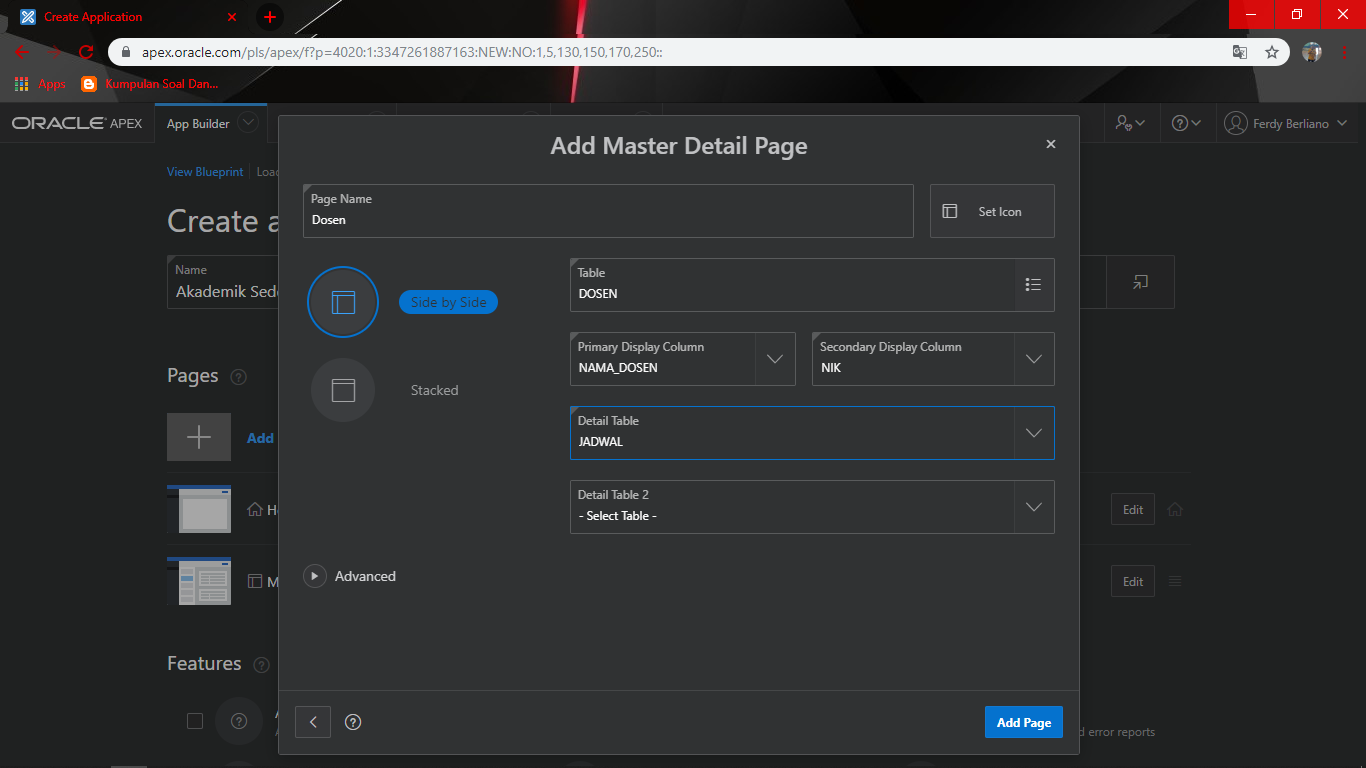 Create Application
apex.oracle.com/pls/apex/f?p=4020:1:3347261887163:NEW:NO:1,5,130,150,170,250::
Apps
Kumpulan Soal Dan...
ORACLE APEX
App Builder
Ferdy Berliano
View Blueprint
Create a
Name
Akademik
Pages
Add
Edit
Edit
Features
error reports
Add Master Detail Page
Page Name
Dosen
Set Icon
Side by Side
Stacked
Table
DOSEN
Primary Display Column
NAMA_DOSEN
Secondary Display Column
NIK
Detail Table
JADWAL
Detail Table 2
- Select Table -
Advanced
Add Page